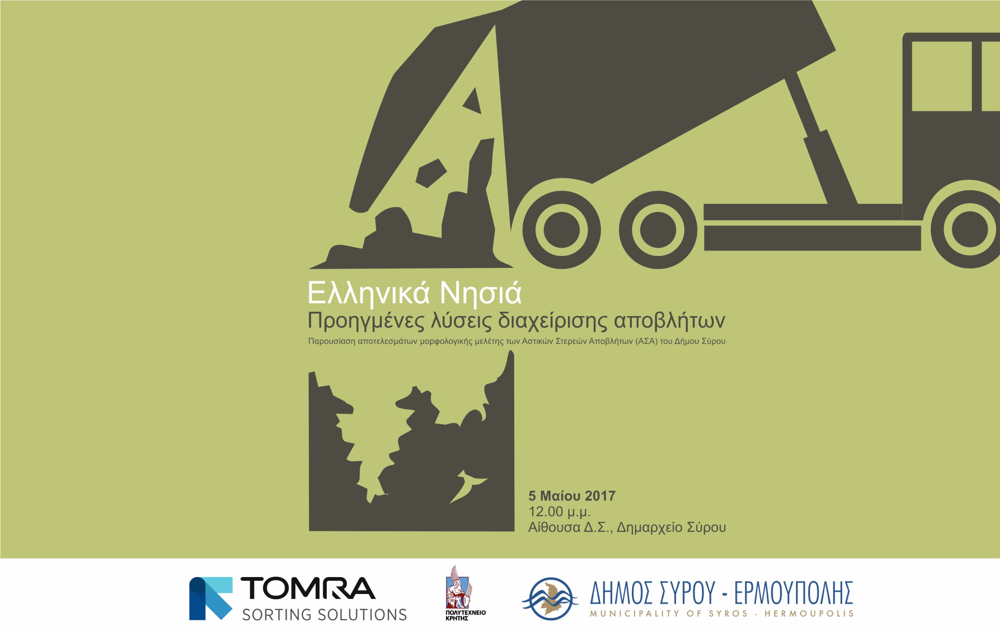 Ελληνικά Νησιά
Προηγμένες λύσεις διαχείρισης αποβλήτων
Παρουσίαση αποτελεσμάτων μορφολογικής μελέτης των Αστικών Στερεών Αποβλήτων (ΑΣΑ) του Δήμου Σύρου
5 Μαίου 2017
12.00 μ.μ.
Αίθουσα Δ.Σ., Δημαρχείο Σύρου
TOMRA
SORTING SOLUTIONS
ΠΟΛΥΤΕΧΝΕΙΟ
ΚΡΗΤΗΣ
ΔΗΜΟΣ ΣΥΡΟΥ - ΕΡΜΟΥΠΟΛΗΣ
MUNICIPALITY OF SYROS - HERMOUPOLIS